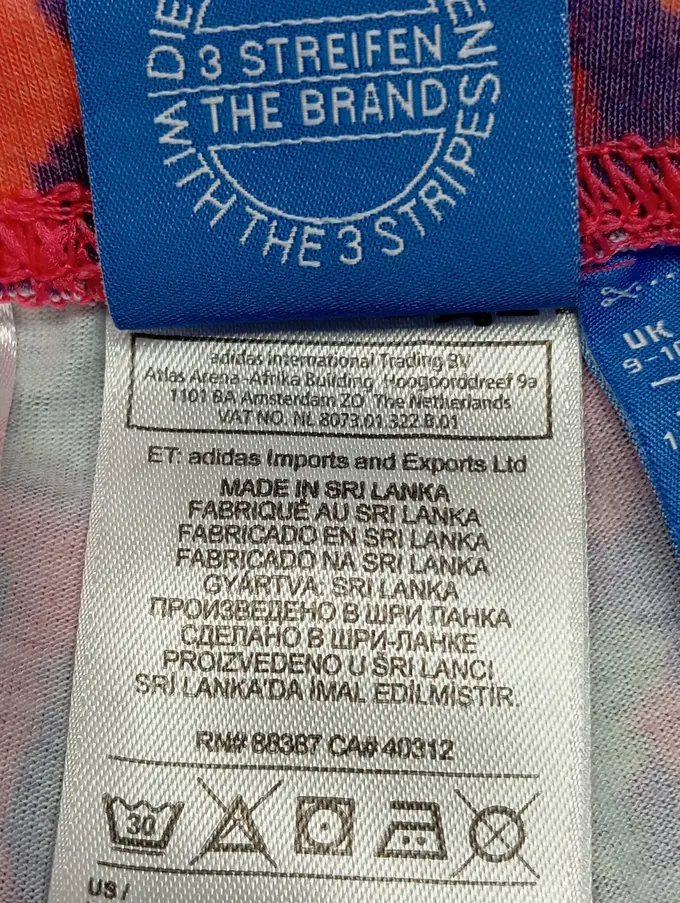 DIE
3 STREIFEN
THE BRAND
WITH THE 3 STRIPES
UK
adidas International Trading BV
Atlas Arena-Afrika Building Hoogoorddreef 9a
1101 BA Amsterdam ZO The Netherlands
VAT NO. NL 8073.01.322.B.01
ET: adidas Imports and Exports Ltd
MADE IN SRI LANKA
FABRIQUÉ AU SRI LANKA
FABRICADO EN SRI LANKA
FABRICADO NA SRI LANKA
GYÁRTVA: SRI LANKA
ПРОИЗВЕДЕНО В ШРИ ЛАНКА
СДЕЛАНО В ШРИ-ЛАНКЕ
PROIZVEDENO U ŠRI LANCI
SRİ LANKA'DA İMAL EDİLMİSTİR.
RN# 88387 CA# 40312
30
US /